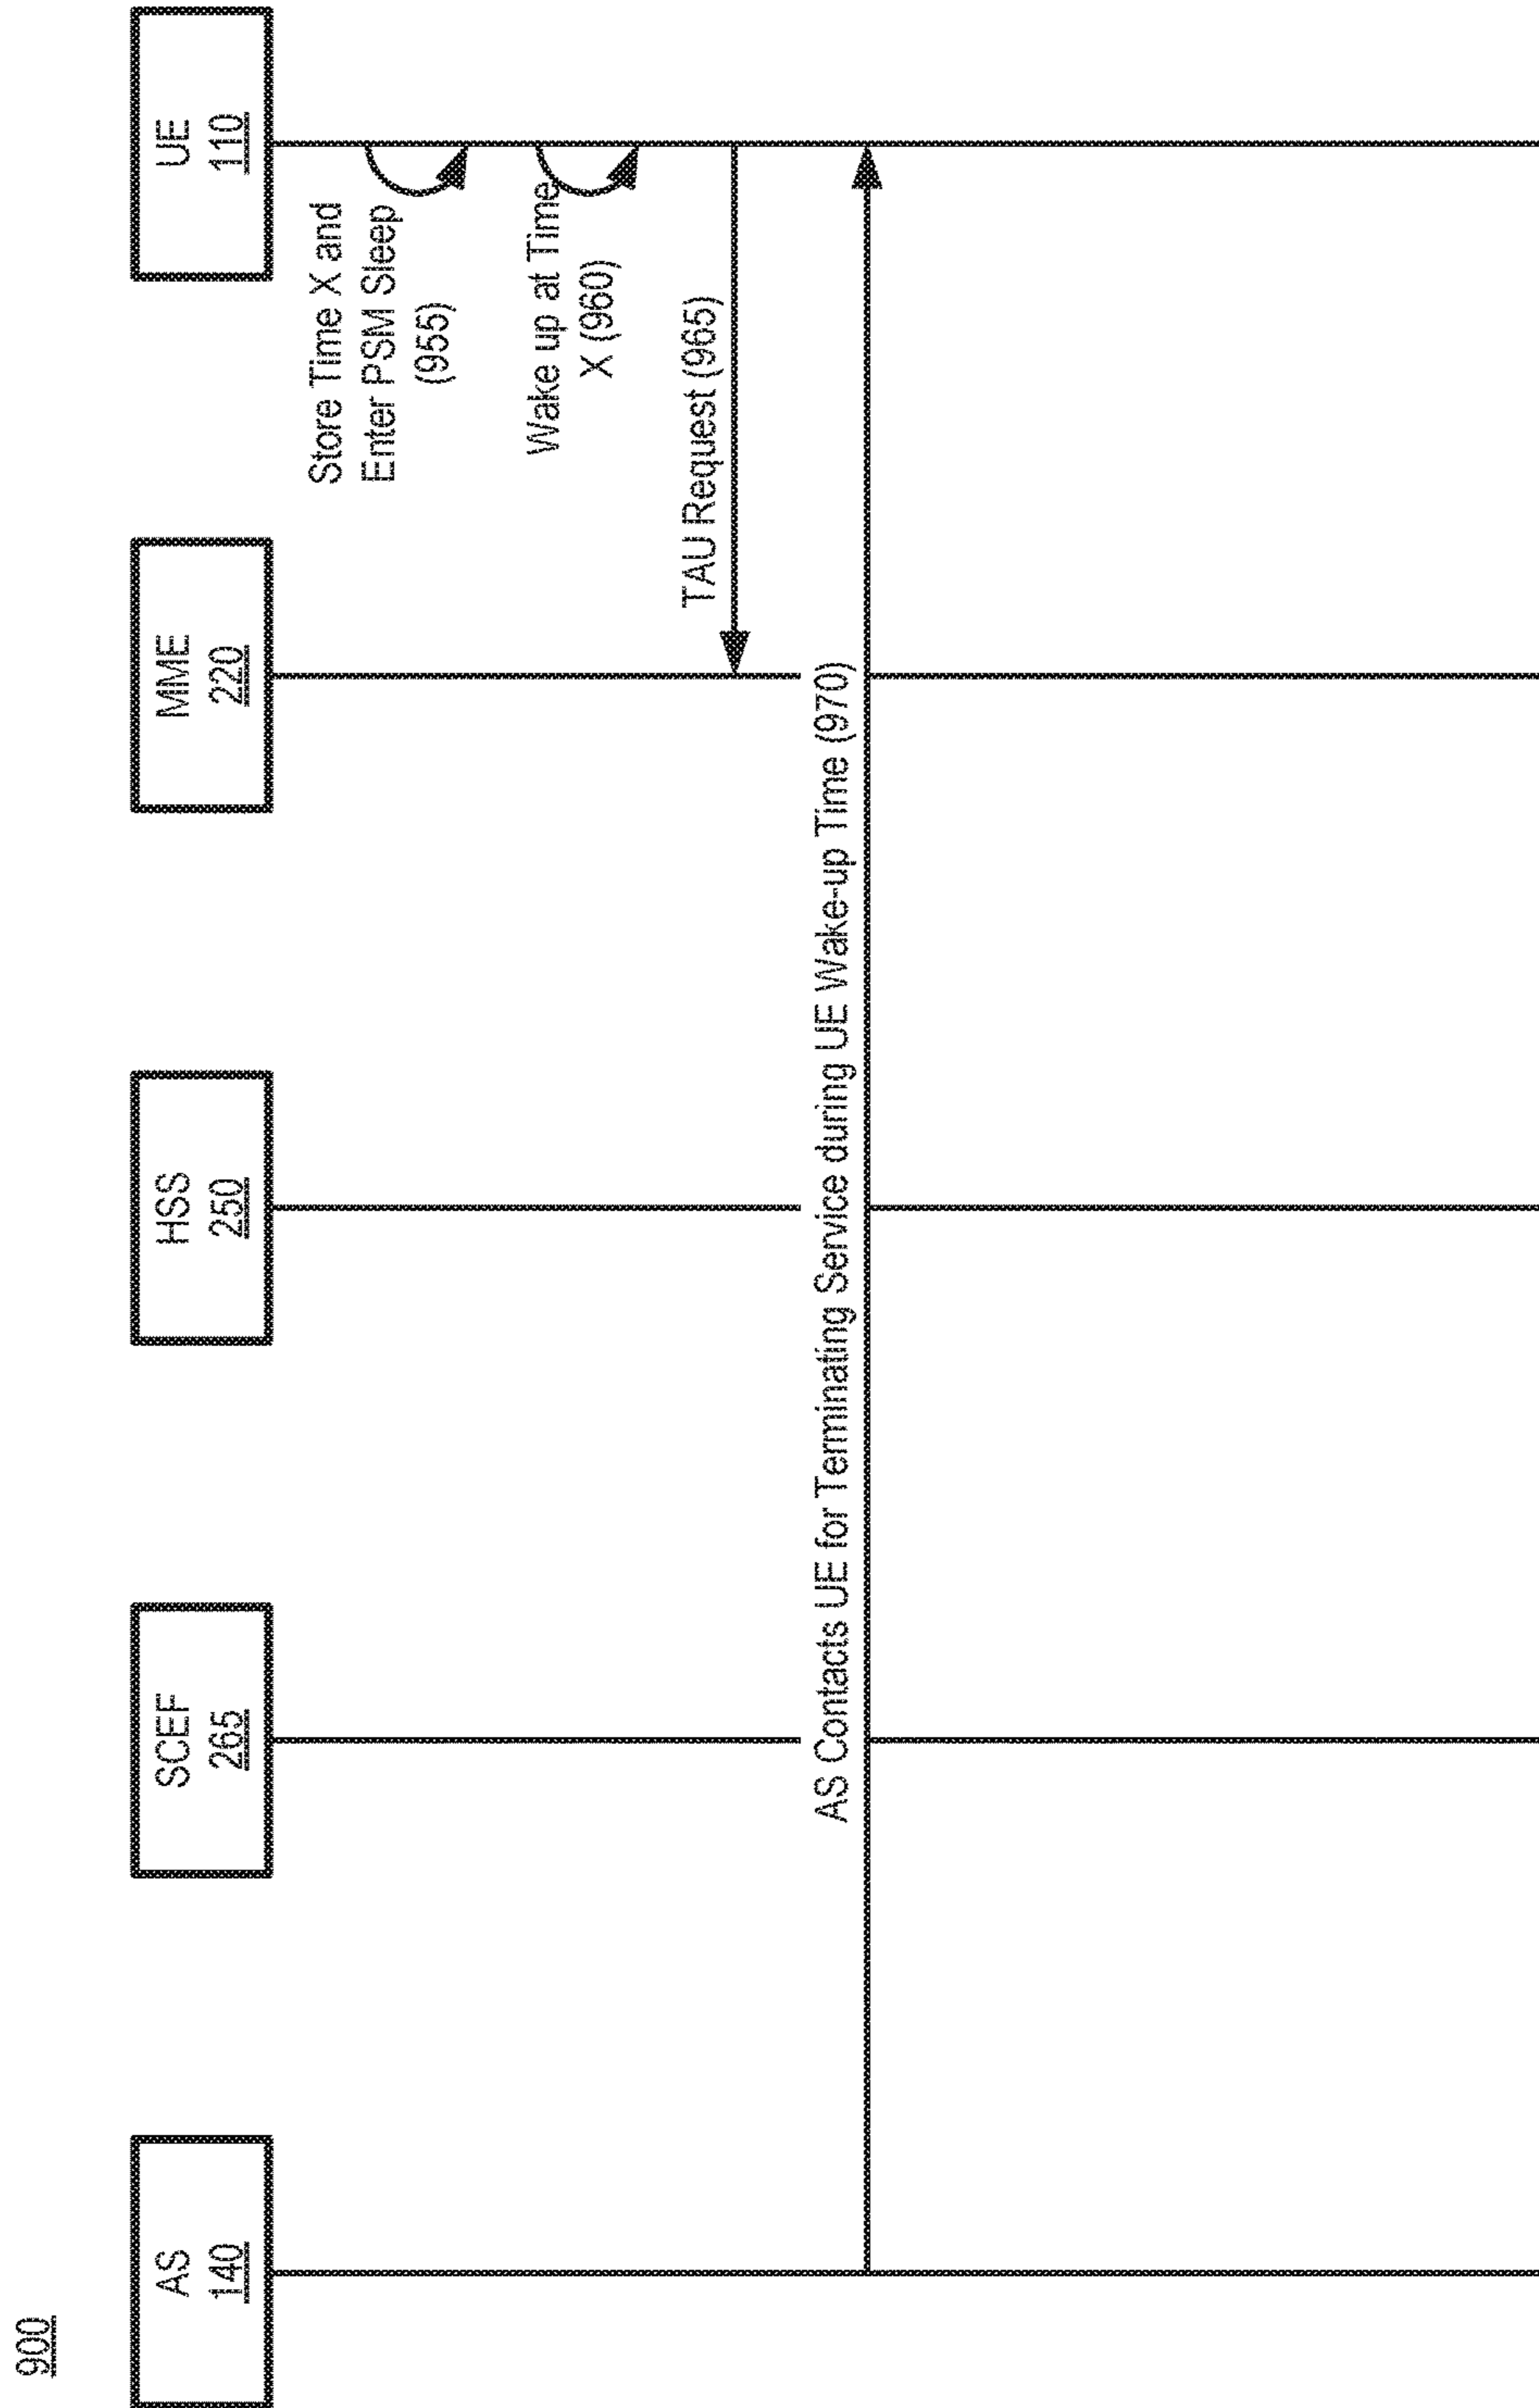 900
AS
140
SCEF
265
HSS
250
MME
220
UE
110
Store Time X and
Enter PSM Sleep
(955)
Wake up at Time
X (960)
TAU Request (965)
AS Contacts UE for Terminating Service during UE Wake-up Time (970)